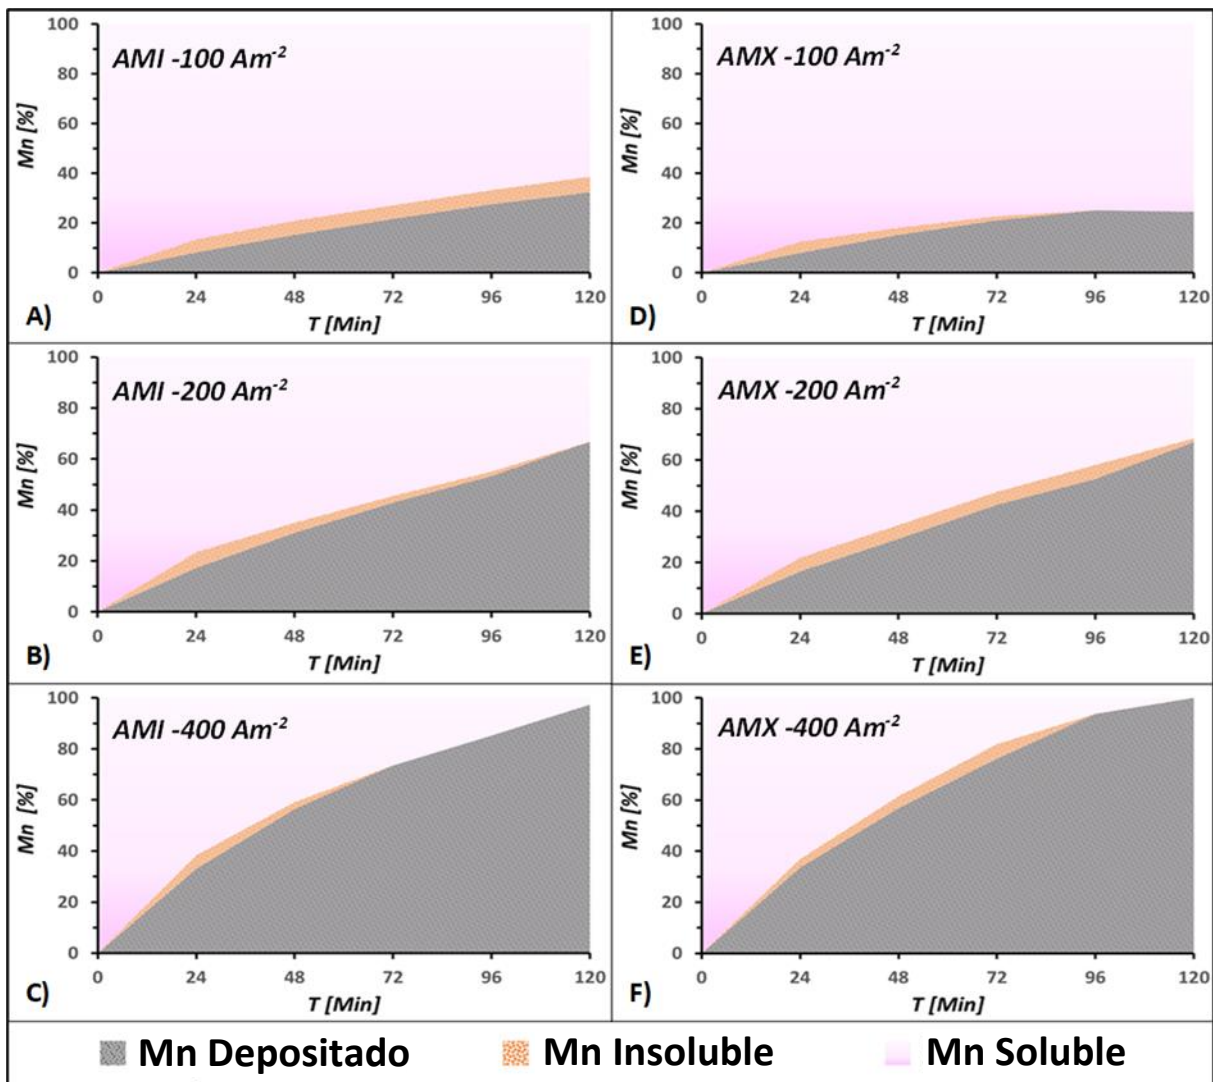 AMI -100 Am⁻²
Mn [%]
100
80
60
40
20
0
0 24 48 72 96 120
A)
T [Min]
AMX -100 Am⁻²
Mn [%]
100
80
60
40
20
0
0 24 48 72 96 120
D)
T [Min]
AMI -200 Am⁻²
Mn [%]
100
80
60
40
20
0
0 24 48 72 96 120
B)
T [Min]
AMX -200 Am⁻²
Mn [%]
100
80
60
40
20
0
0 24 48 72 96 120
E)
T [Min]
AMI -400 Am⁻²
Mn [%]
100
80
60
40
20
0
0 24 48 72 96 120
C)
T [Min]
AMX -400 Am⁻²
Mn [%]
100
80
60
40
20
0
0 24 48 72 96 120
F)
T [Min]
Mn Depositado Mn Insoluble Mn Soluble